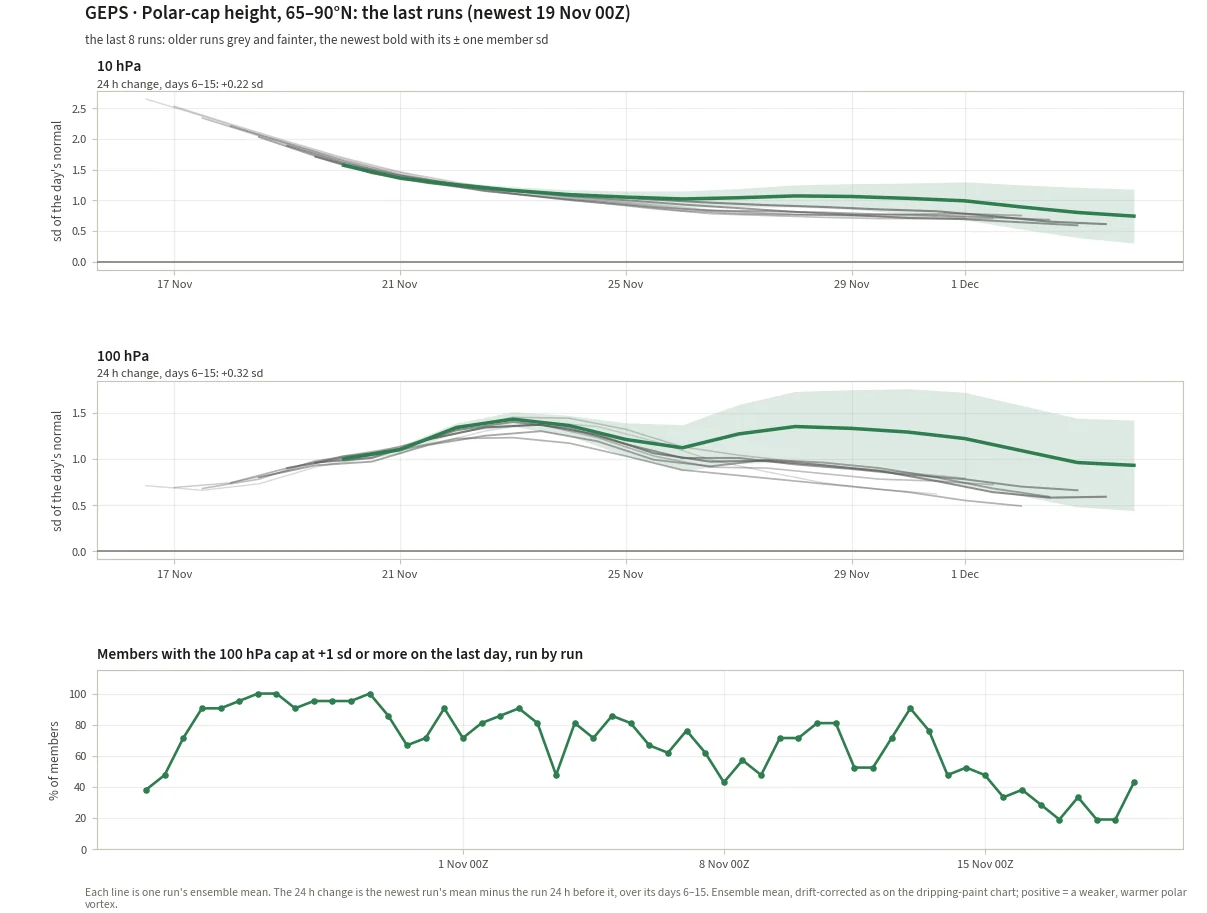 GEPS · Polar-cap height, 65–90°N: the last runs (newest 19 Nov 00Z)
the last 8 runs: older runs grey and fainter, the newest bold with its ± one member sd
10 hPa
24 h change, days 6–15: +0.22 sd
sd of the day's normal
2.5
2.0
1.5
1.0
0.5
0.0
17 Nov
21 Nov
25 Nov
29 Nov
1 Dec
100 hPa
24 h change, days 6–15: +0.32 sd
sd of the day's normal
1.5
1.0
0.5
0.0
17 Nov
21 Nov
25 Nov
29 Nov
1 Dec
Members with the 100 hPa cap at +1 sd or more on the last day, run by run
% of members
100
80
60
40
20
0
1 Nov 00Z
8 Nov 00Z
15 Nov 00Z
Each line is one run's ensemble mean. The 24 h change is the newest run's mean minus the run 24 h before it, over its days 6–15. Ensemble mean, drift-corrected as on the dripping-paint chart; positive = a weaker, warmer polar
vortex.